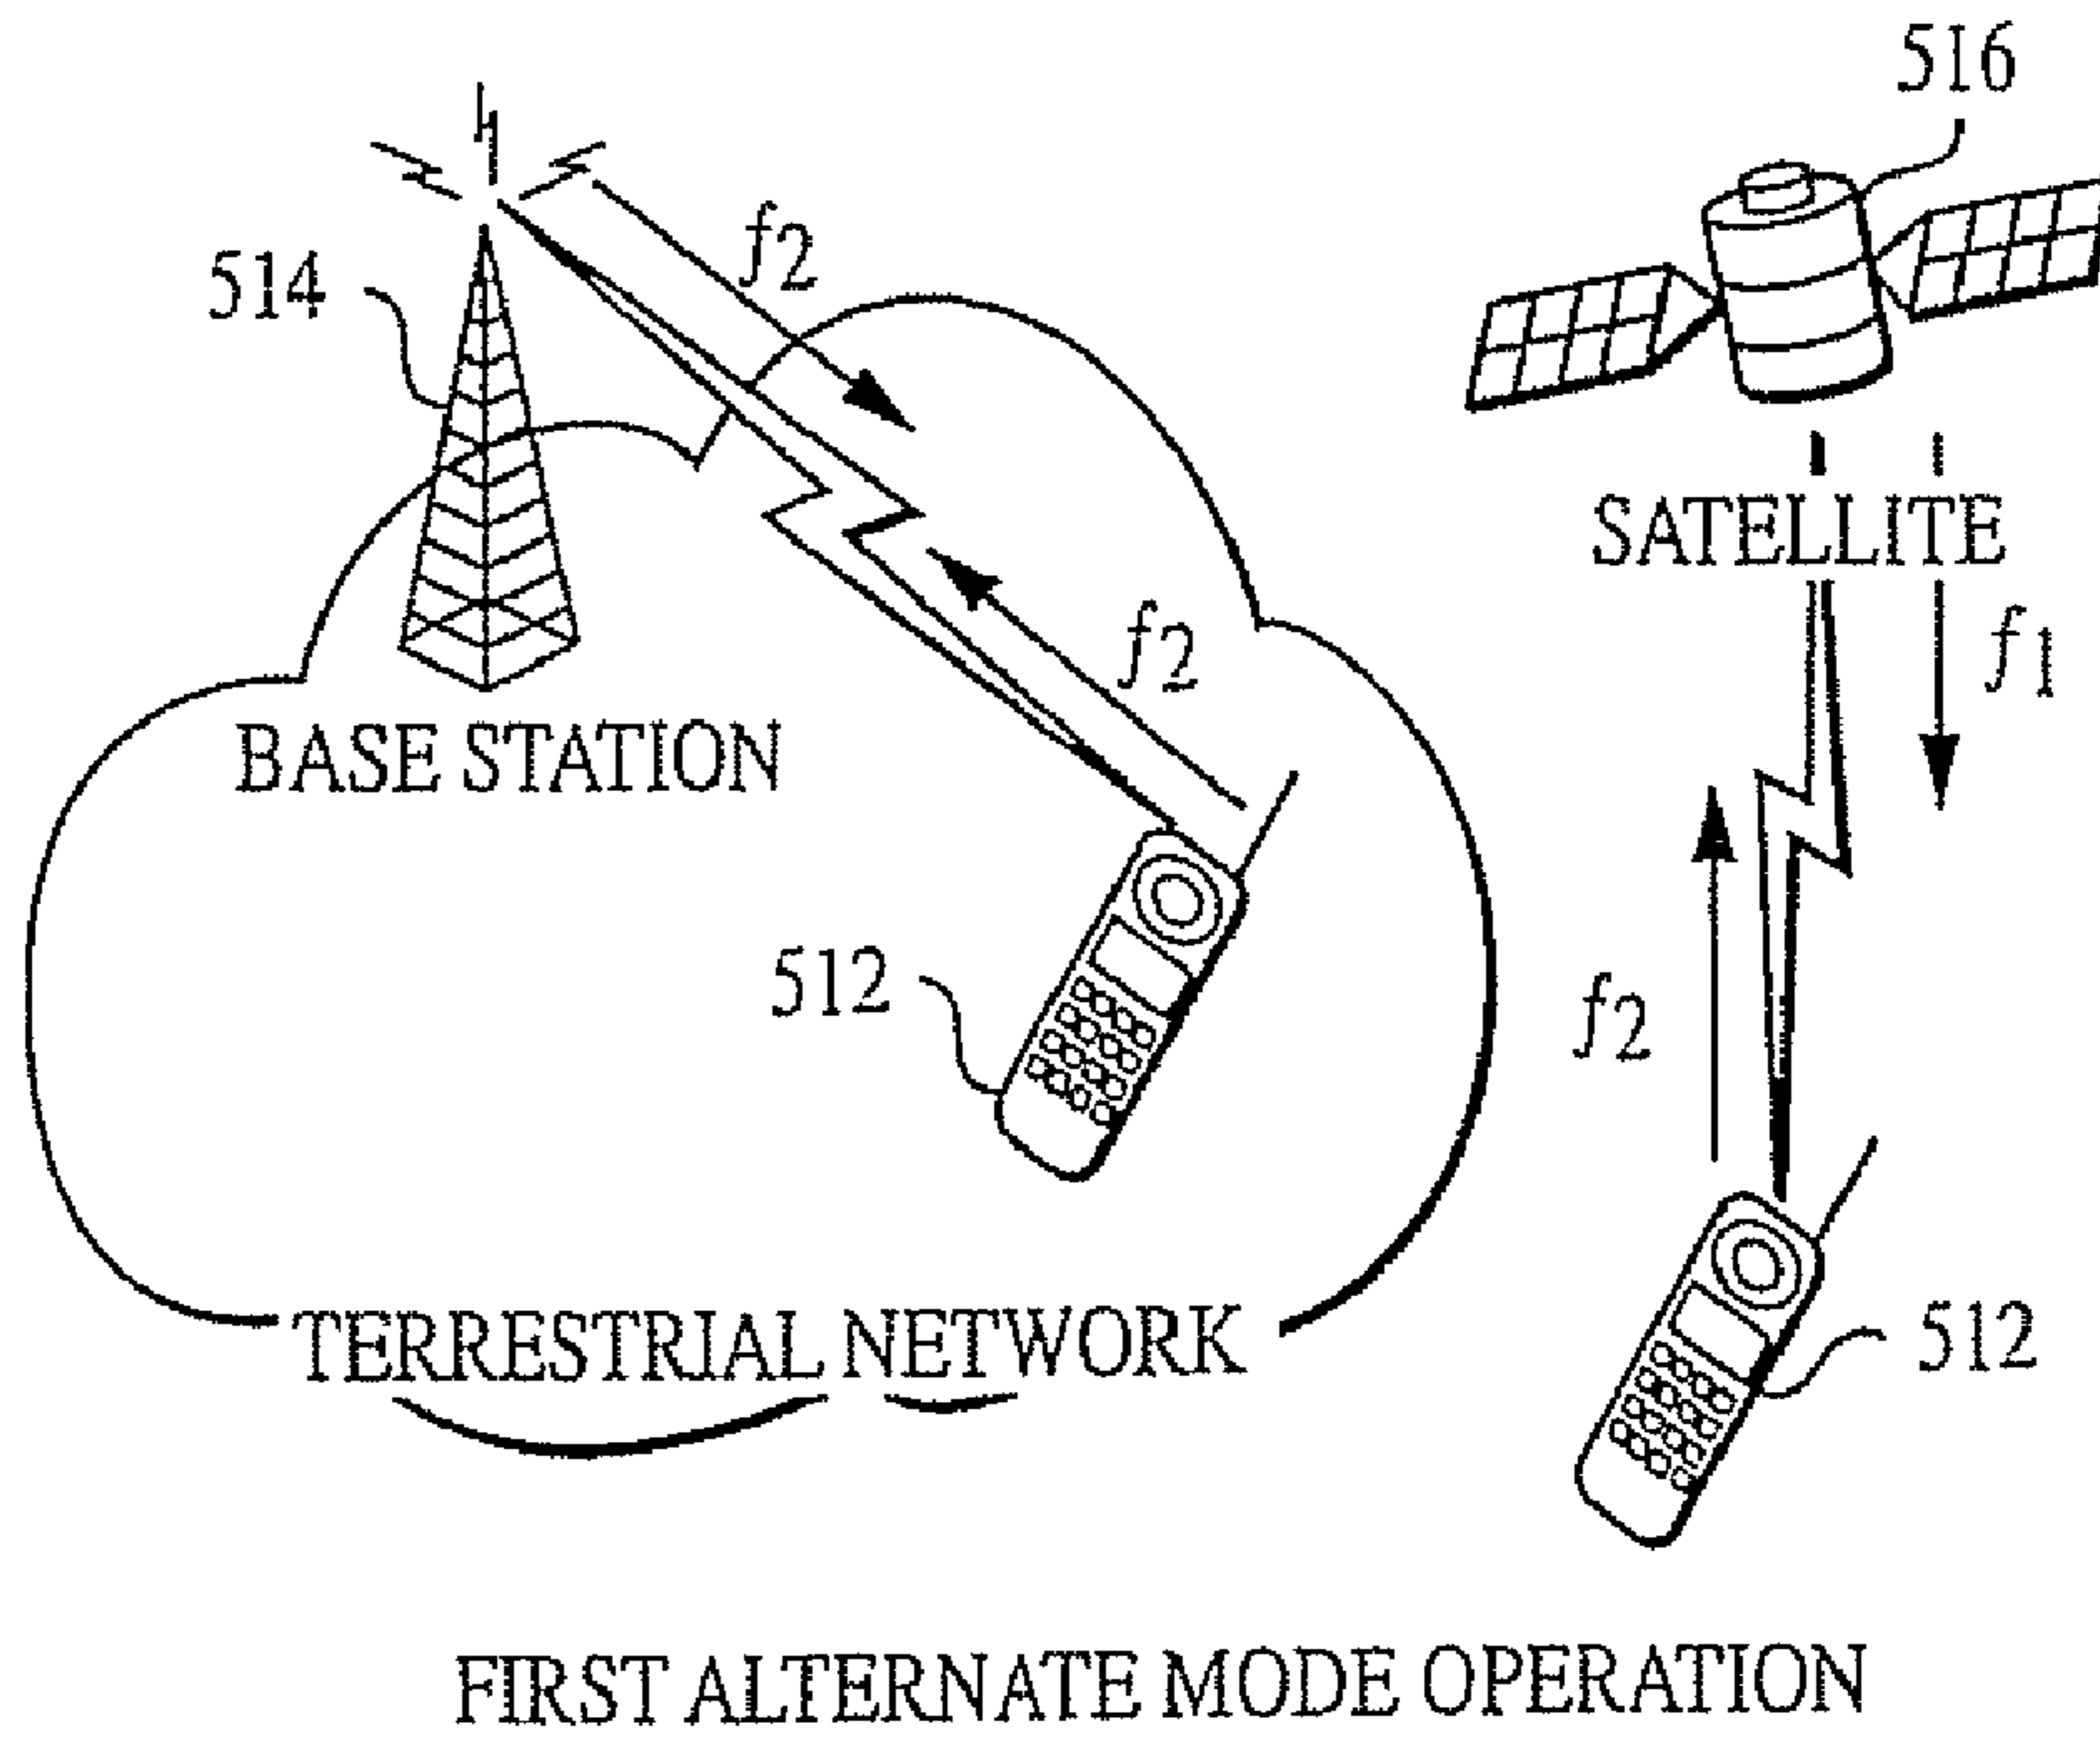 516
f2
514
SATELLITE
f2
f1
BASE STATION
512
f2
TERRESTRIAL NETWORK
512
FIRST ALTERNATE MODE OPERATION